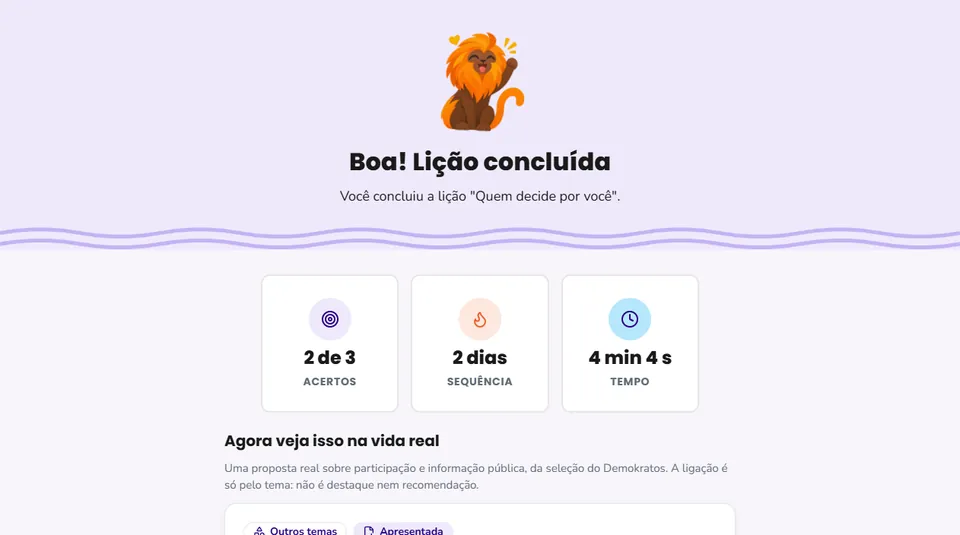 Boa! Lição concluída
Você concluiu a lição "Quem decide por você".
2 de 3
ACERTOS
2 dias
SEQUÊNCIA
4 min 4 s
TEMPO
Agora veja isso na vida real
Uma proposta real sobre participação e informação pública, da seleção do Demokratos. A ligação é
só pelo tema: não é destaque nem recomendação.
Outros temas
Apresentada